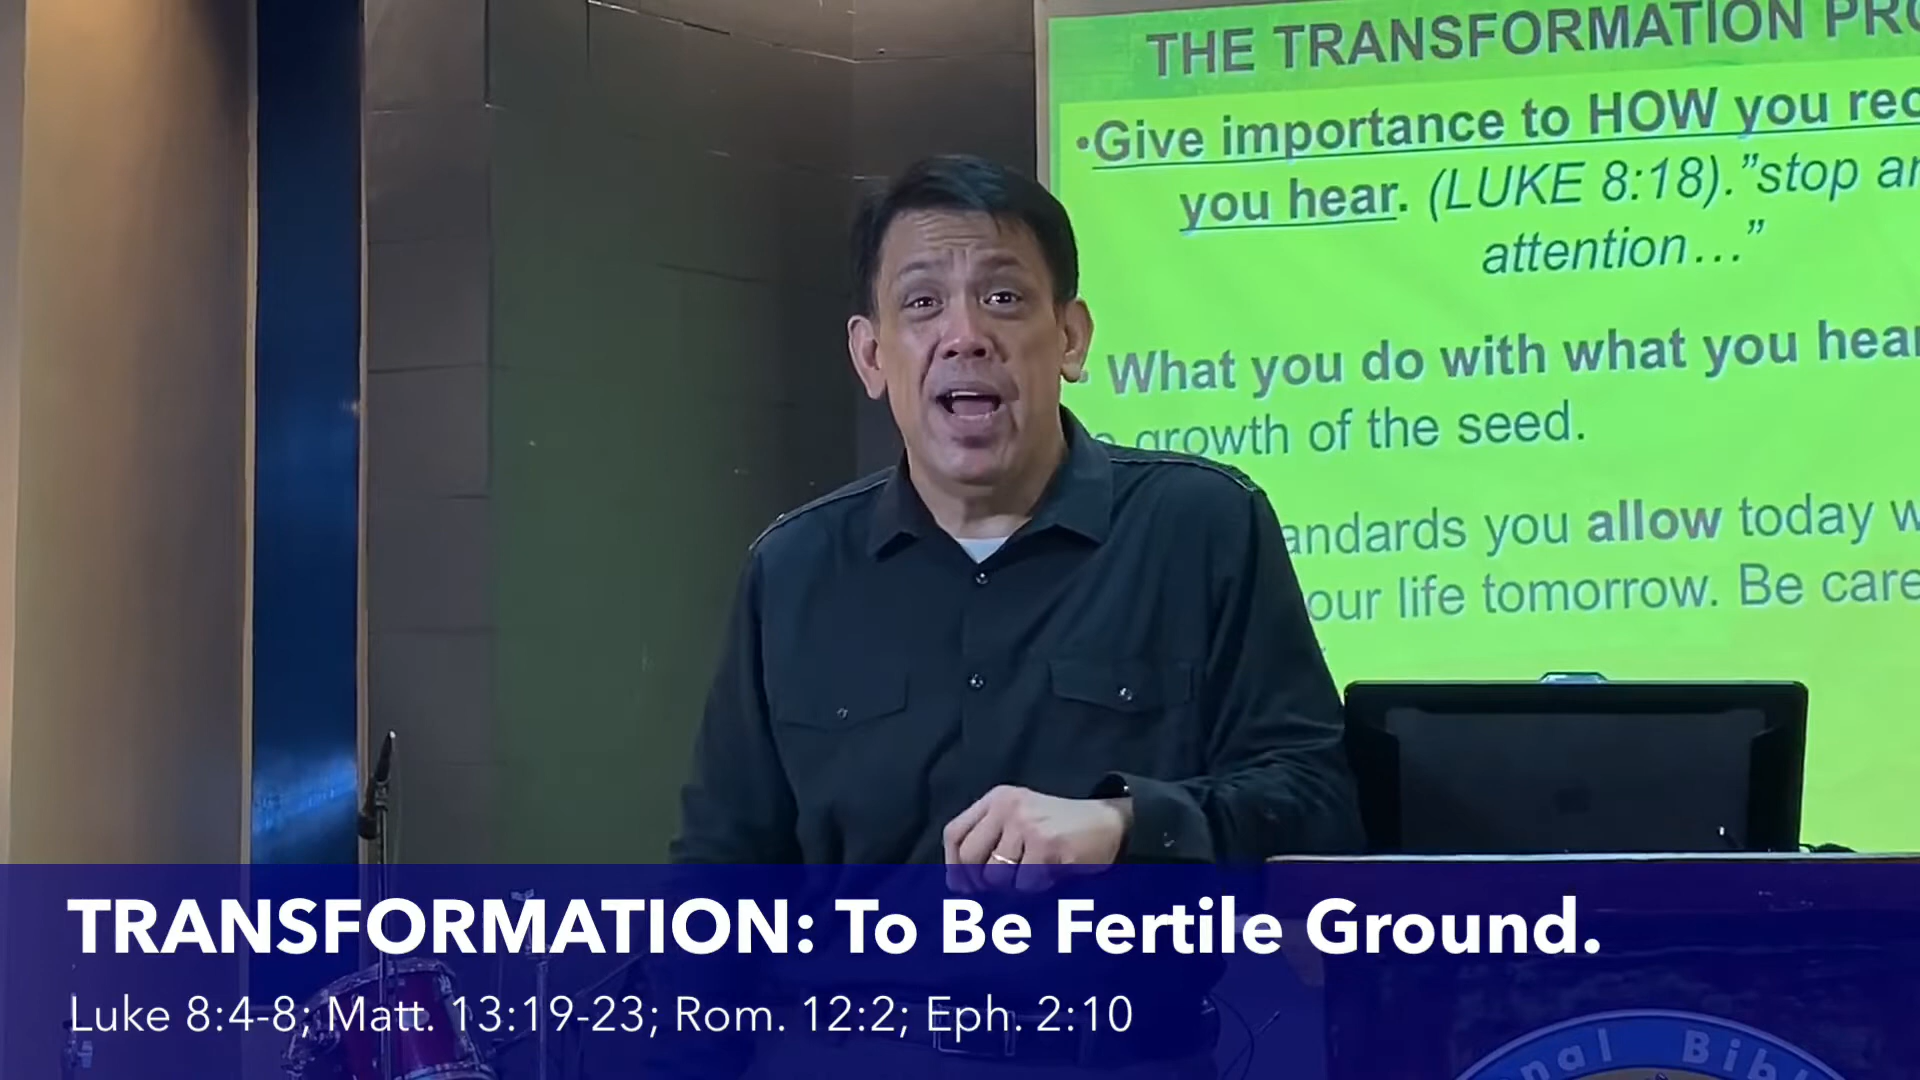 THE TRANSFORMATION
•Give importance to HOW you
you hear. (LUKE 8:18)."stop
attention..."
• What you do with what you
growth of the seed.
you allow today
life tomorrow. Be
TRANSFORMATION: To Be Fertile Ground.
Luke 8:4-8; Matt. 13:19-23; Rom. 12:2; Eph. 2:10